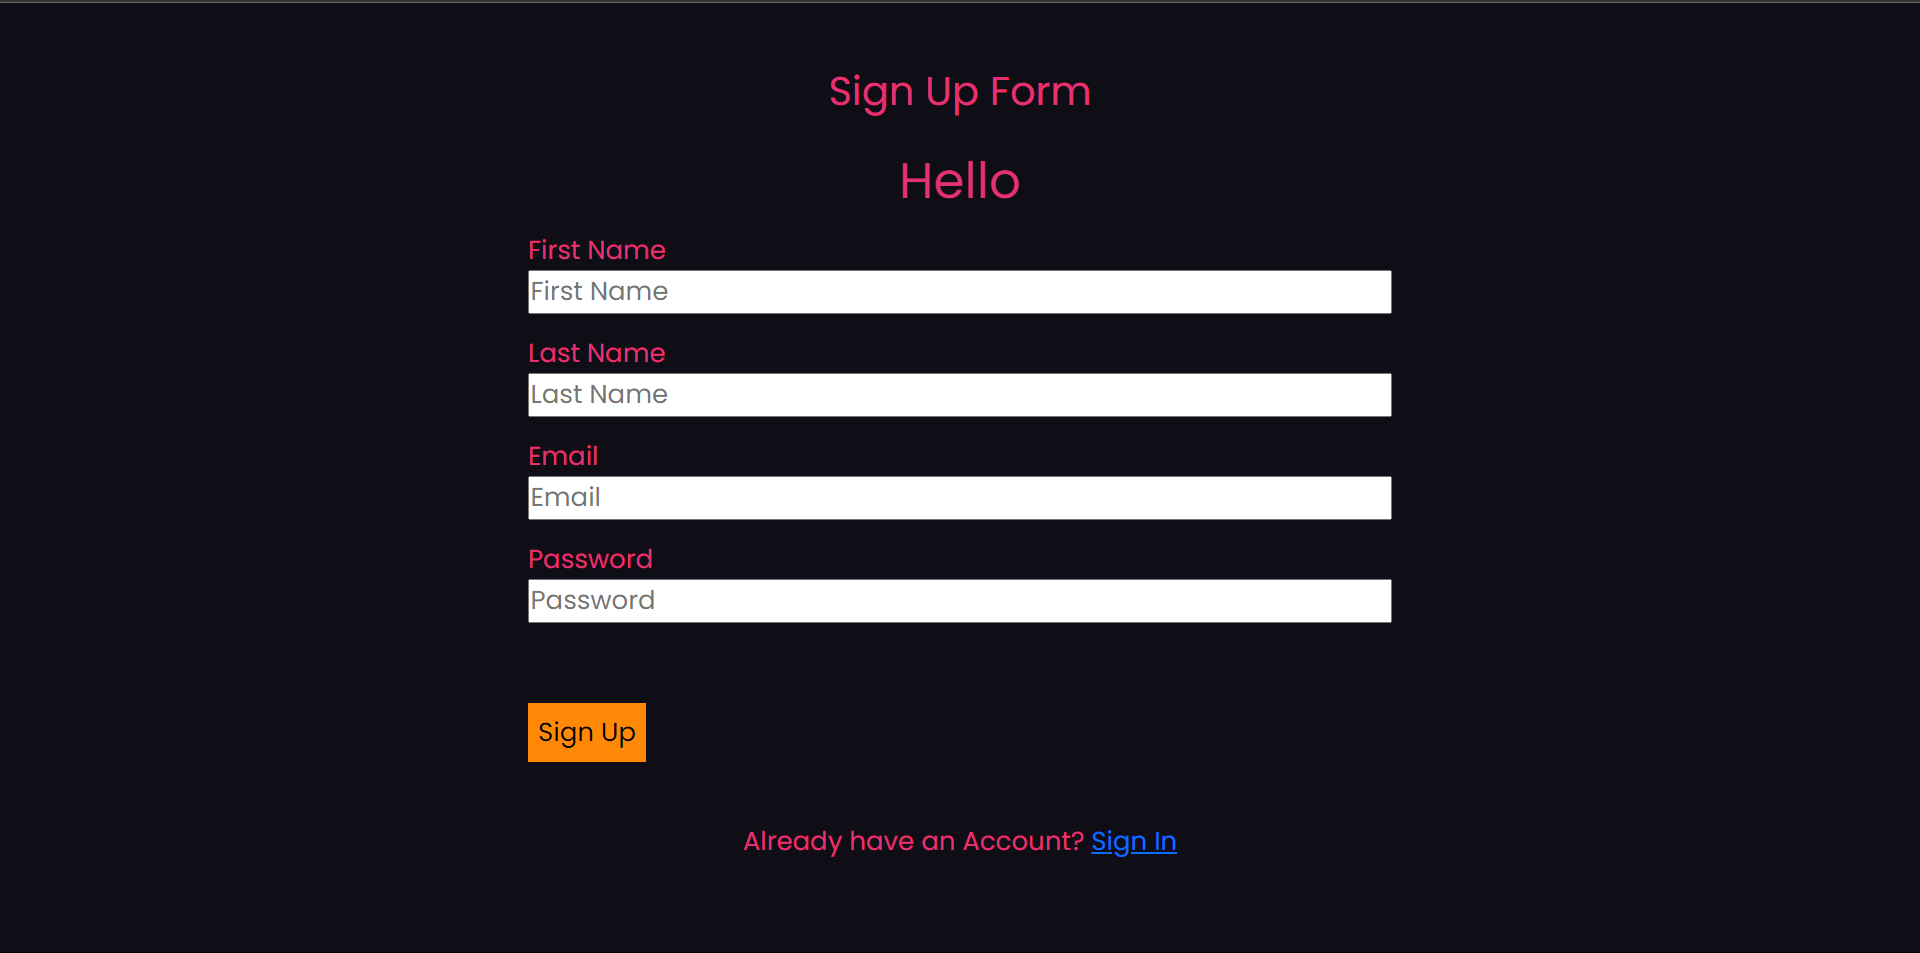 Sign Up Form
Hello
First Name
First Name
Last Name
Last Name
Email
Email
Password
Password
Sign Up
Already have an Account? Sign In